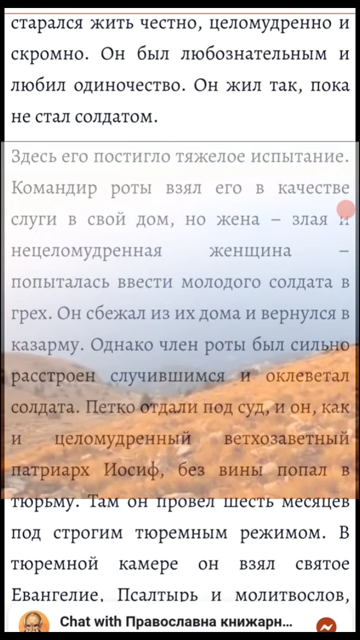 старался жить честно, целомудренно и
скромно. Он был любознательным и
любил одиночество. Он жил так, пока
не стал солдатом.
Здесь его постигло тяжелое испытание.
Командир роты взял его в качестве
слуги в свой дом, но жена – злая и
нецеломудренная женщина –
попыталась ввести молодого солдата в
грех. Он сбежал из их дома и вернулся в
казарму. Однако член роты был сильно
расстроен случившимся и оклеветал
солдата. Петко отдали под суд, и он, как
и целомудренный ветхозаветный
патриарх Иосиф, без вины попал в
тюрьму. Там он провел шесть месяцев
под строгим тюремным режимом. В
тюремной камере он взял святое
Евангелие, Псалтырь и молитвослов,
Chat with Православна книжарн...